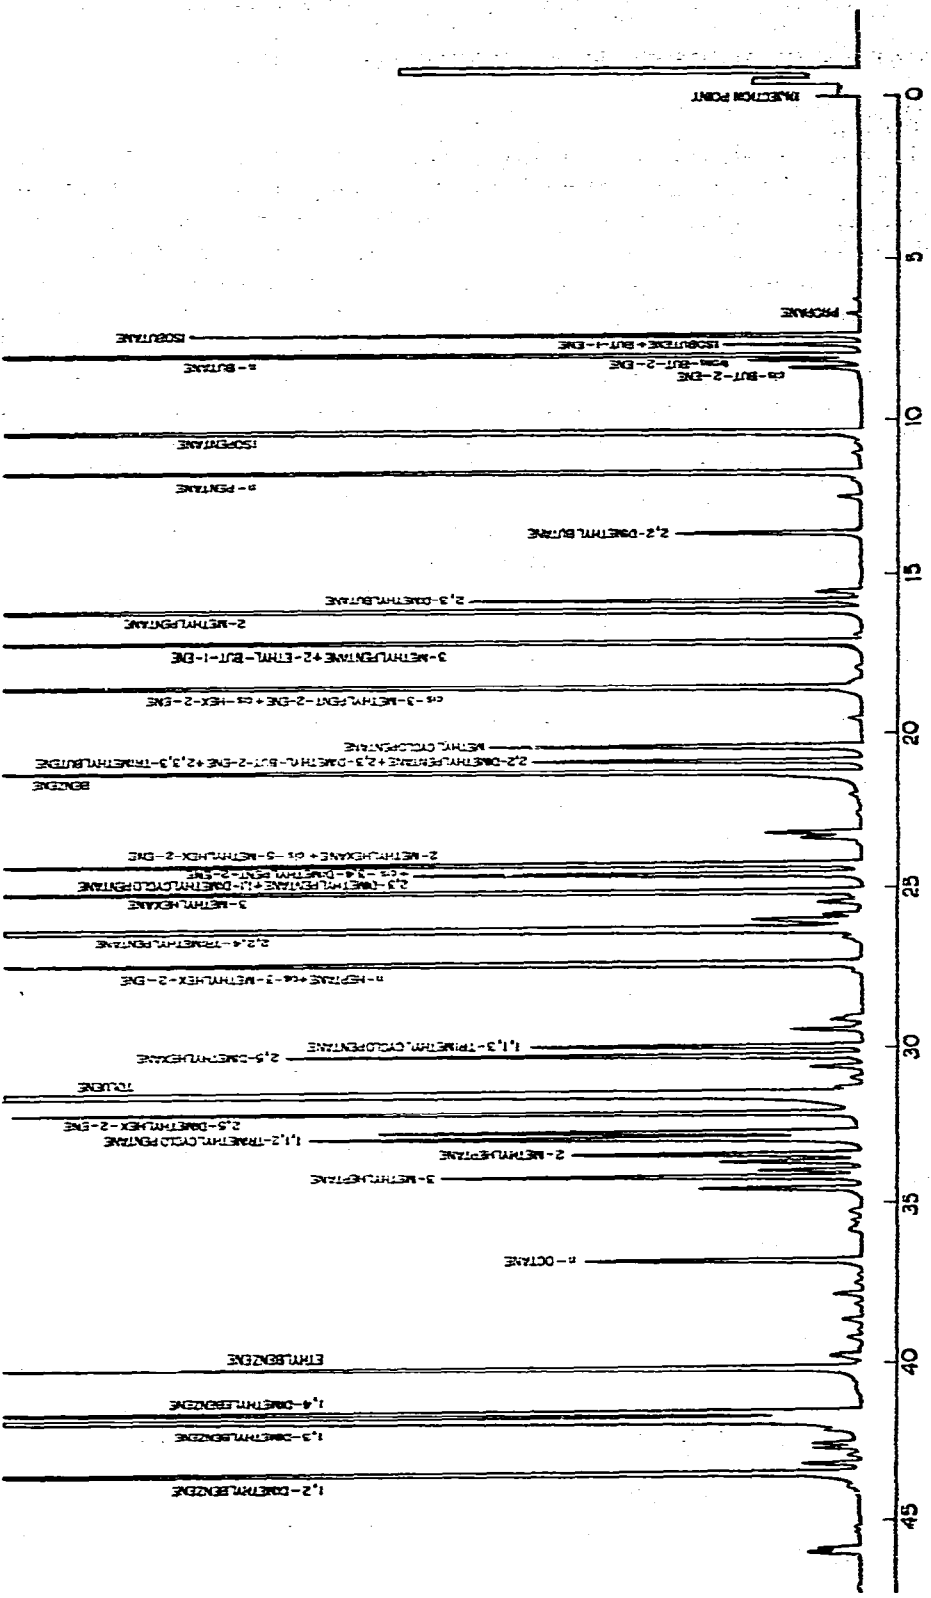 INJECTION POINT
0
5
PROPANE
ISOBUTANE
ISOBUTENE + BUT-1-ENE
n-BUTANE
trans-BUT-2-ENE
cis-BUT-2-ENE
10
ISOPENTANE
n-PENTANE
2,2-DIMETHYLBUTANE
15
2,3-DIMETHYLBUTANE
2-METHYLPENTANE
3-METHYLPENTANE + 2-ETHYL-BUT-1-ENE
cis-3-METHYLPENT-2-ENE + cis-HEX-2-ENE
20
METHYLCYCLOPENTANE
2,2-DIMETHYLPENTANE + 2,3-DIMETHYL-BUT-2-ENE + 2,3,3-TRIMETHYLBUTENE
BENZENE
2-METHYLHEXANE + cis-5-METHYLHEX-2-ENE
+ cis-3,4-DIMETHYLPENT-2-ENE
2,3-DIMETHYLPENTANE + 1,1-DIMETHYLCYCLOPENTANE
25
3-METHYLHEXANE
2,2,4-TRIMETHYLPENTANE
n-HEPTANE + cis-3-METHYLHEX-2-ENE
30
1,1,3-TRIMETHYLCYCLOPENTANE
2,5-DIMETHYLHEXANE
TOLUENE
2,5-DIMETHYLHEX-2-ENE
1,1,2-TRIMETHYLCYCLOPENTANE
2-METHYLHEPTANE
3-METHYLHEPTANE
35
n-OCTANE
40
ETHYLBENZENE
1,4-DIMETHYLBENZENE
1,3-DIMETHYLBENZENE
1,2-DIMETHYLBENZENE
45